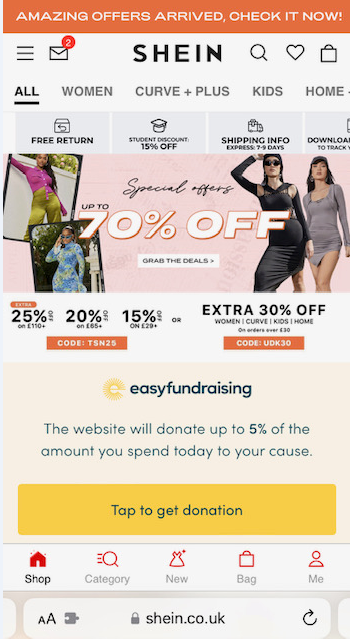 AMAZING OFFERS ARRIVED, CHECK IT NOW!
2
SHEIN
ALL WOMEN CURVE + PLUS KIDS HOME
FREE RETURN
STUDENT DISCOUNT:
15% OFF
SHIPPING INFO
EXPRESS: 7-9 DAYS
DOWNLOA
TO TRACK Y
Special offers
UP TO
70% OFF
GRAB THE DEALS >
EXTRA
25% OFF
on £110+
20% OFF
on £65+
15% OFF
ON £29+
CODE: TSN25
OR
EXTRA 30% OFF
WOMEN | CURVE | KIDS | HOME
On orders over £30
CODE: UDK30
easyfundraising
The website will donate up to 5% of the
amount you spend today to your cause.
Tap to get donation
Shop Category New Bag Me
AA shein.co.uk